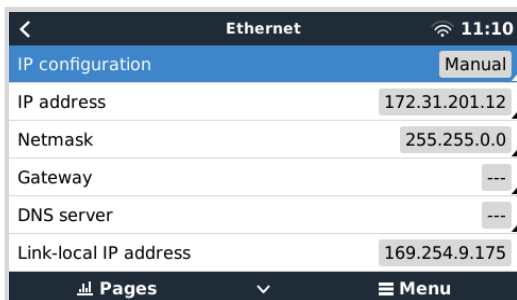 Ethernet 11:10
IP configuration Manual
IP address 172.31.201.12
Netmask 255.255.0.0
Gateway ---
DNS server ---
Link-local IP address 169.254.9.175
Pages Menu